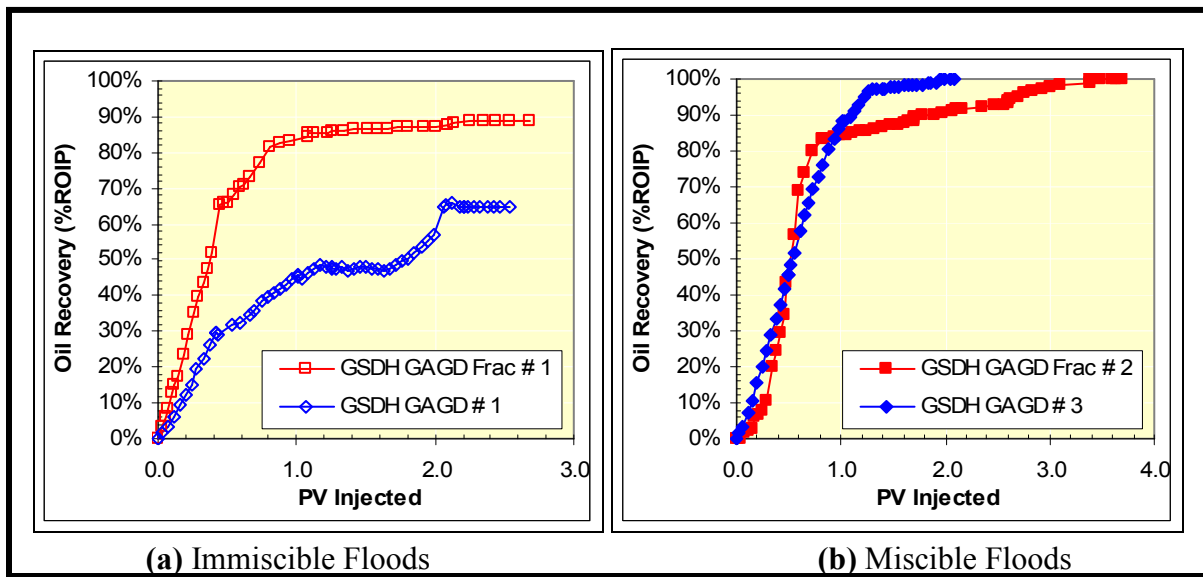 100%
90%
80%
70%
60%
50%
40%
30%
20%
10%
0%
Oil Recovery (%ROIP)
GSDH GAGD Frac # 1
GSDH GAGD # 1
0.0 1.0 2.0 3.0
PV Injected
(a) Immiscible Floods
100%
90%
80%
70%
60%
50%
40%
30%
20%
10%
0%
Oil Recovery (%ROIP)
GSDH GAGD Frac # 2
GSDH GAGD # 3
0.0 1.0 2.0 3.0 4.0
PV Injected
(b) Miscible Floods